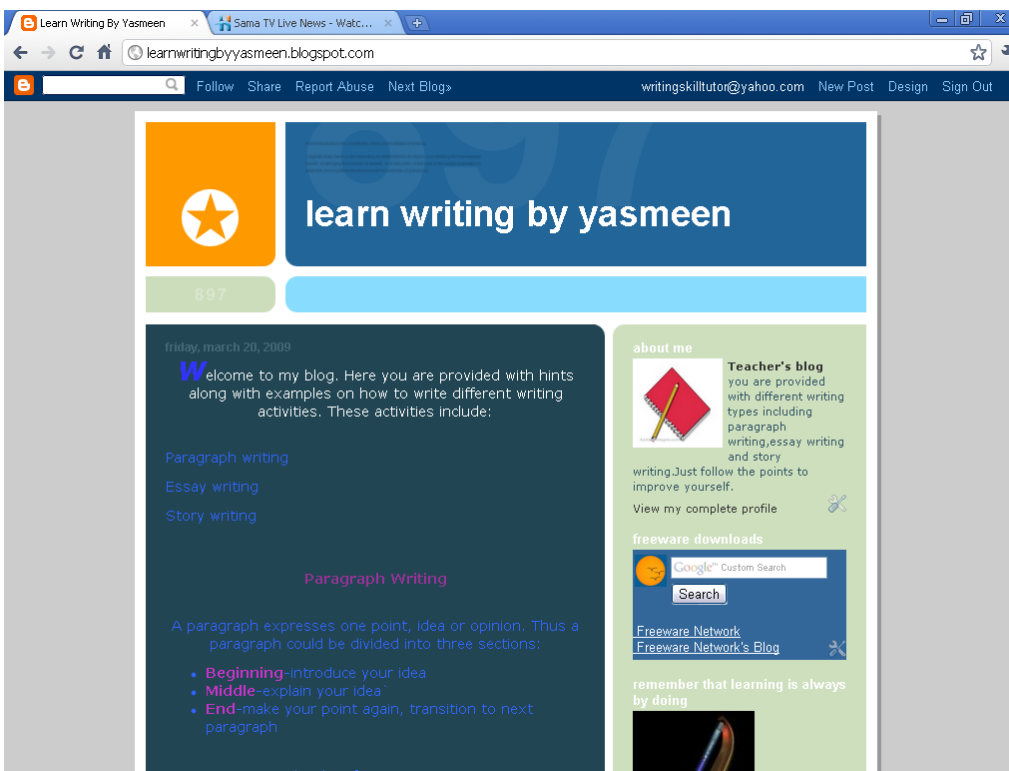 Learn Writing By Yasmeen
Sama TV Live News - Watc...
learnwritingbyyasmeen.blogspot.com
Follow Share Report Abuse Next Blog»
writingskilltutor@yahoo.com New Post Design Sign Out
897
learn writing by yasmeen
897
friday, march 20, 2009
Welcome to my blog. Here you are provided with hints
along with examples on how to write different writing
activities. These activities include:
Paragraph writing
Essay writing
Story writing
Paragraph Writing
A paragraph expresses one point, idea or opinion. Thus a
paragraph could be divided into three sections:
• Beginning-introduce your idea
• Middle-explain your idea`
• End-make your point again, transition to next
paragraph
about me
Teacher's blog
you are provided
with different writing
types including
paragraph
writing,essay writing
and story
writing.Just follow the points to
improve yourself.
View my complete profile
freeware downloads
Google™ Custom Search
Search
Freeware Network
Freeware Network's Blog
remember that learning is always
by doing